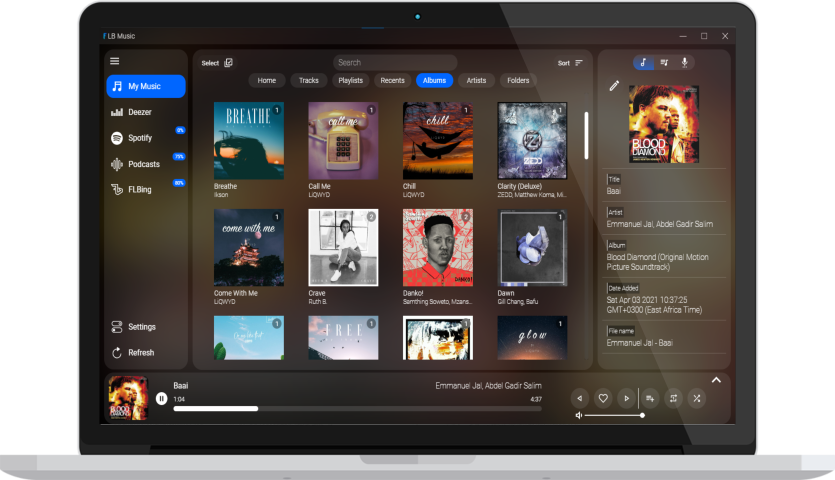 FLB Music
My Music
Deezer
Spotify
0%
Podcasts
75%
FLBing
80%
Settings
Refresh
Select
Search
Sort
Home
Tracks
Playlists
Recents
Albums
Artists
Folders
BREATHE
1
Breathe
Ikson
call me
1
Call Me
LiQWYD
chill
1
Chill
LiQWYD
ZEDD
1
Clarity (Deluxe)
ZEDD, Matthew Koma, Mi...
come with me
1
Come With Me
LiQWYD
2
Crave
Ruth B.
2
DANKO!
Danko!
Samthing Soweto, Mzans...
1
Dawn
Gill Chang, Bafu
1
FREE
1
1
glow
1
BLOOD
DIAMOND
Title
Baai
Artist
Emmanuel Jal, Abdel Gadir Salim
Album
Blood Diamond (Original Motion
Picture Soundtrack)
Date Added
Sat Apr 03 2021 10:37:25
GMT+0300 (East Africa Time)
File name
Emmanuel Jal - Baai
BLOOD
DIAMOND
Baai
Emmanuel Jal, Abdel Gadir Salim
1:04
4:37